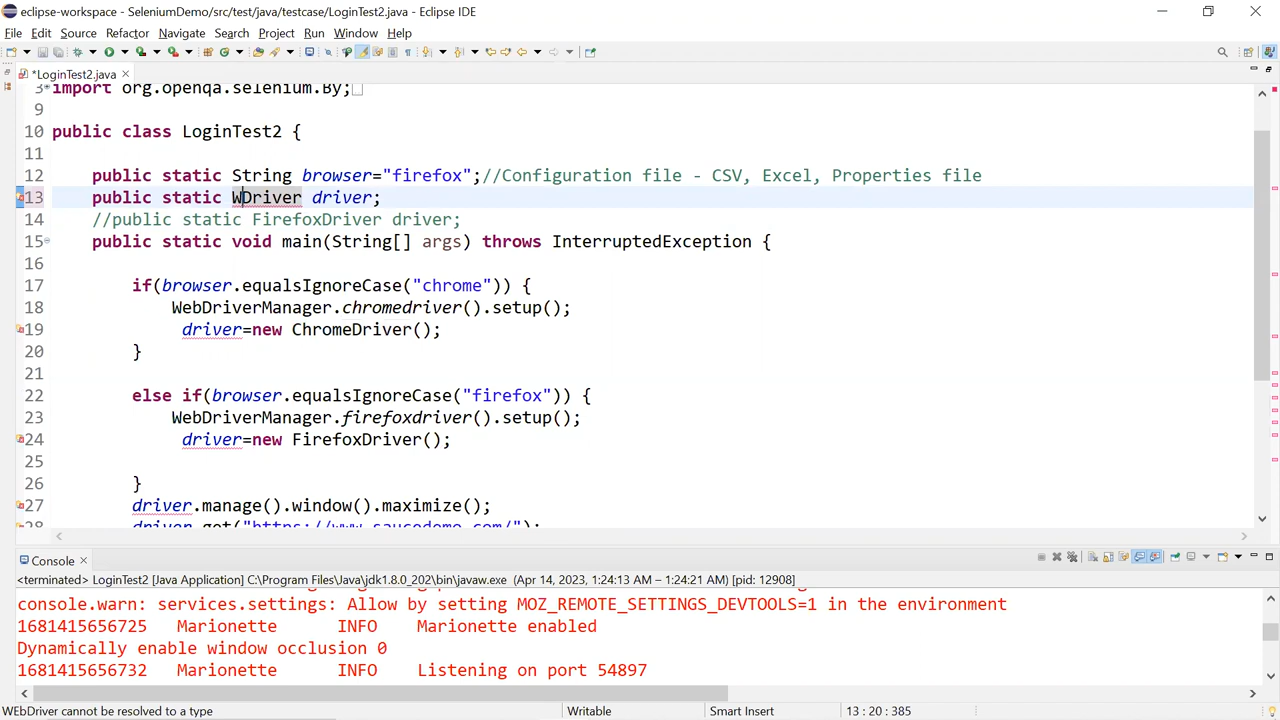 eclipse-workspace - SeleniumDemo/src/test/java/testcase/LoginTest2.java - Eclipse IDE
File Edit Source Refactor Navigate Search Project Run Window Help
*LoginTest2.java
3 import org.openqa.selenium.By;
9
10 public class LoginTest2 {
11
12 public static String browser="firefox";//Configuration file - CSV, Excel, Properties file
13 public static WDriver driver;
14 //public static FirefoxDriver driver;
15 public static void main(String[] args) throws InterruptedException {
16
17 if(browser.equalsIgnoreCase("chrome")) {
18 WebDriverManager.chromedriver().setup();
19 driver=new ChromeDriver();
20 }
21
22 else if(browser.equalsIgnoreCase("firefox")) {
23 WebDriverManager.firefoxdriver().setup();
24 driver=new FirefoxDriver();
25
26 }
27 driver.manage().window().maximize();
28 driver.get("https://www.saucedemo.com/");
Console
<terminated> LoginTest2 [Java Application] C:\Program Files\Java\jdk1.8.0_202\bin\javaw.exe (Apr 14, 2023, 1:24:13 AM – 1:24:21 AM) [pid: 12908]
console.warn: services.settings: Allow by setting MOZ_REMOTE_SETTINGS_DEVTOOLS=1 in the environment
1681415656725 Marionette INFO Marionette enabled
Dynamically enable window occlusion 0
1681415656732 Marionette INFO Listening on port 54897
WEbDriver cannot be resolved to a type Writable Smart Insert 13 : 20 : 385